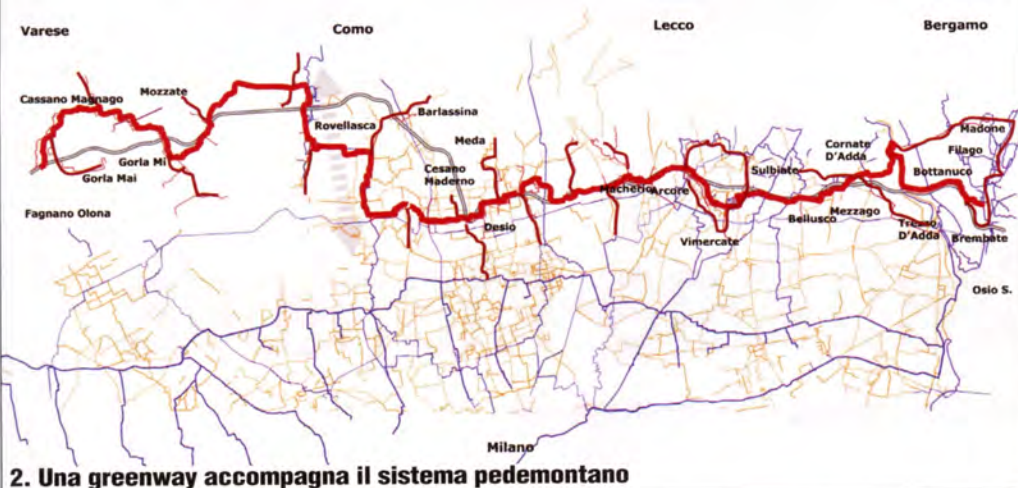 Varese
Como
Lecco
Bergamo
Cassano Magnago
Mozzate
Barlassina
Madone
Rovellasca
Meda
Cornate
D'Adda
Filago
Gorla Mi
Cesano
Maderno
Sulbiate
Bottanuco
Gorla Mai
Macherio
Arcore
Fagnano Olona
Desio
Bellusco
Mezzago
Trezzo
D'Adda
Vimercate
Brembate
Osio S.
Milano
2. Una greenway accompagna il sistema pedemontano